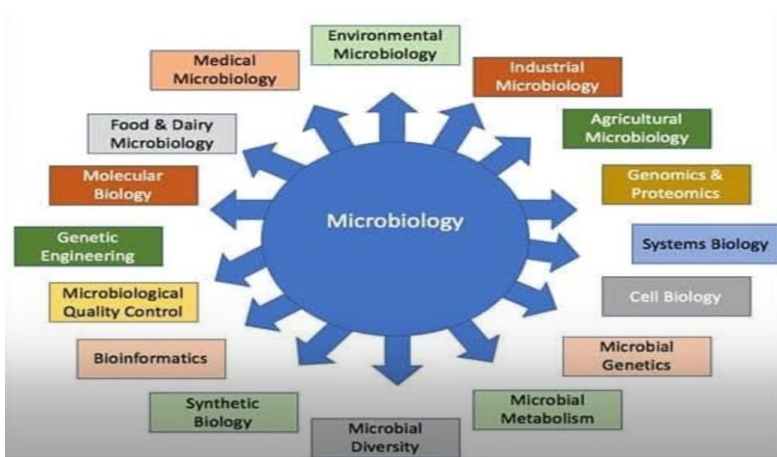 Environmental
Microbiology
Medical
Microbiology
Industrial
Microbiology
Food & Dairy
Microbiology
Agricultural
Microbiology
Molecular
Biology
Genomics &
Proteomics
Microbiology
Genetic
Engineering
Systems Biology
Microbiological
Quality Control
Cell Biology
Bioinformatics
Microbial
Genetics
Synthetic
Biology
Microbial
Metabolism
Microbial
Diversity